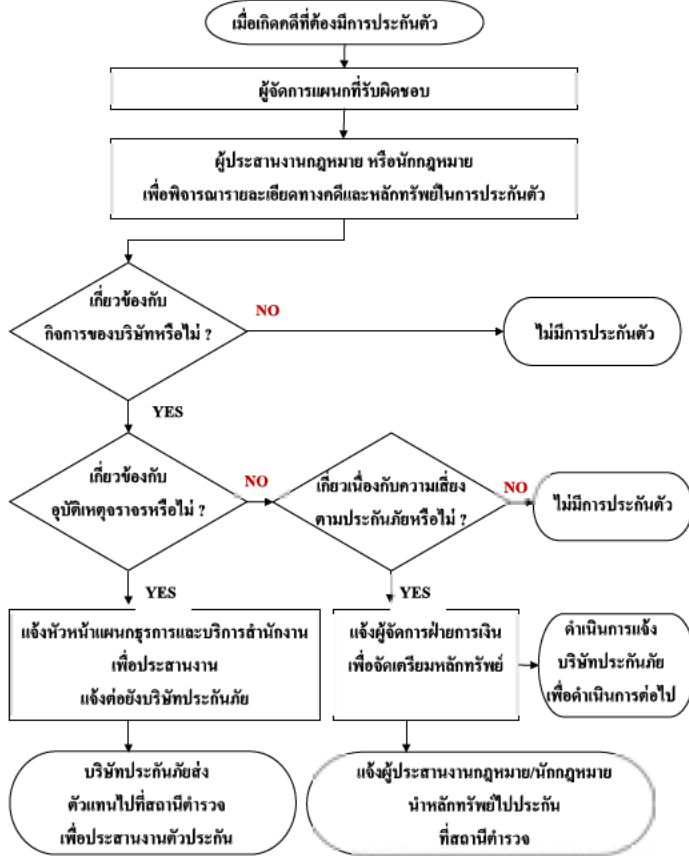 เมื่อเกิดคดีที่ต้องมีการประกันตัว
ผู้จัดการแผนกที่รับผิดชอบ
ผู้ประสานงานกฎหมาย หรือนักกฎหมาย
เพื่อพิจารณารายละเอียดทางคดีและหลักทรัพย์ในการประกันตัว
เกี่ยวข้องกับ
กิจการของบริษัทหรือไม่ ?
NO
ไม่มีการประกันตัว
YES
เกี่ยวข้องกับ
อุบัติเหตุจราจรหรือไม่ ?
NO
เกี่ยวเนื่องกับความเสี่ยง
ตามประกันภัยหรือไม่ ?
NO
ไม่มีการประกันตัว
YES
YES
แจ้งหัวหน้าแผนกธุรการและบริการสำนักงาน
เพื่อประสานงาน
แจ้งต่อยังบริษัทประกันภัย
แจ้งผู้จัดการฝ่ายการเงิน
เพื่อจัดเตรียมหลักทรัพย์
ดำเนินการแจ้ง
บริษัทประกันภัย
เพื่อดำเนินการต่อไป
บริษัทประกันภัยส่ง
ตัวแทนไปที่สถานีตำรวจ
เพื่อประสานงานตัวประกัน
แจ้งผู้ประสานงานกฎหมาย/นักกฎหมาย
นำหลักทรัพย์ไปประกัน
ที่สถานีตำรวจ